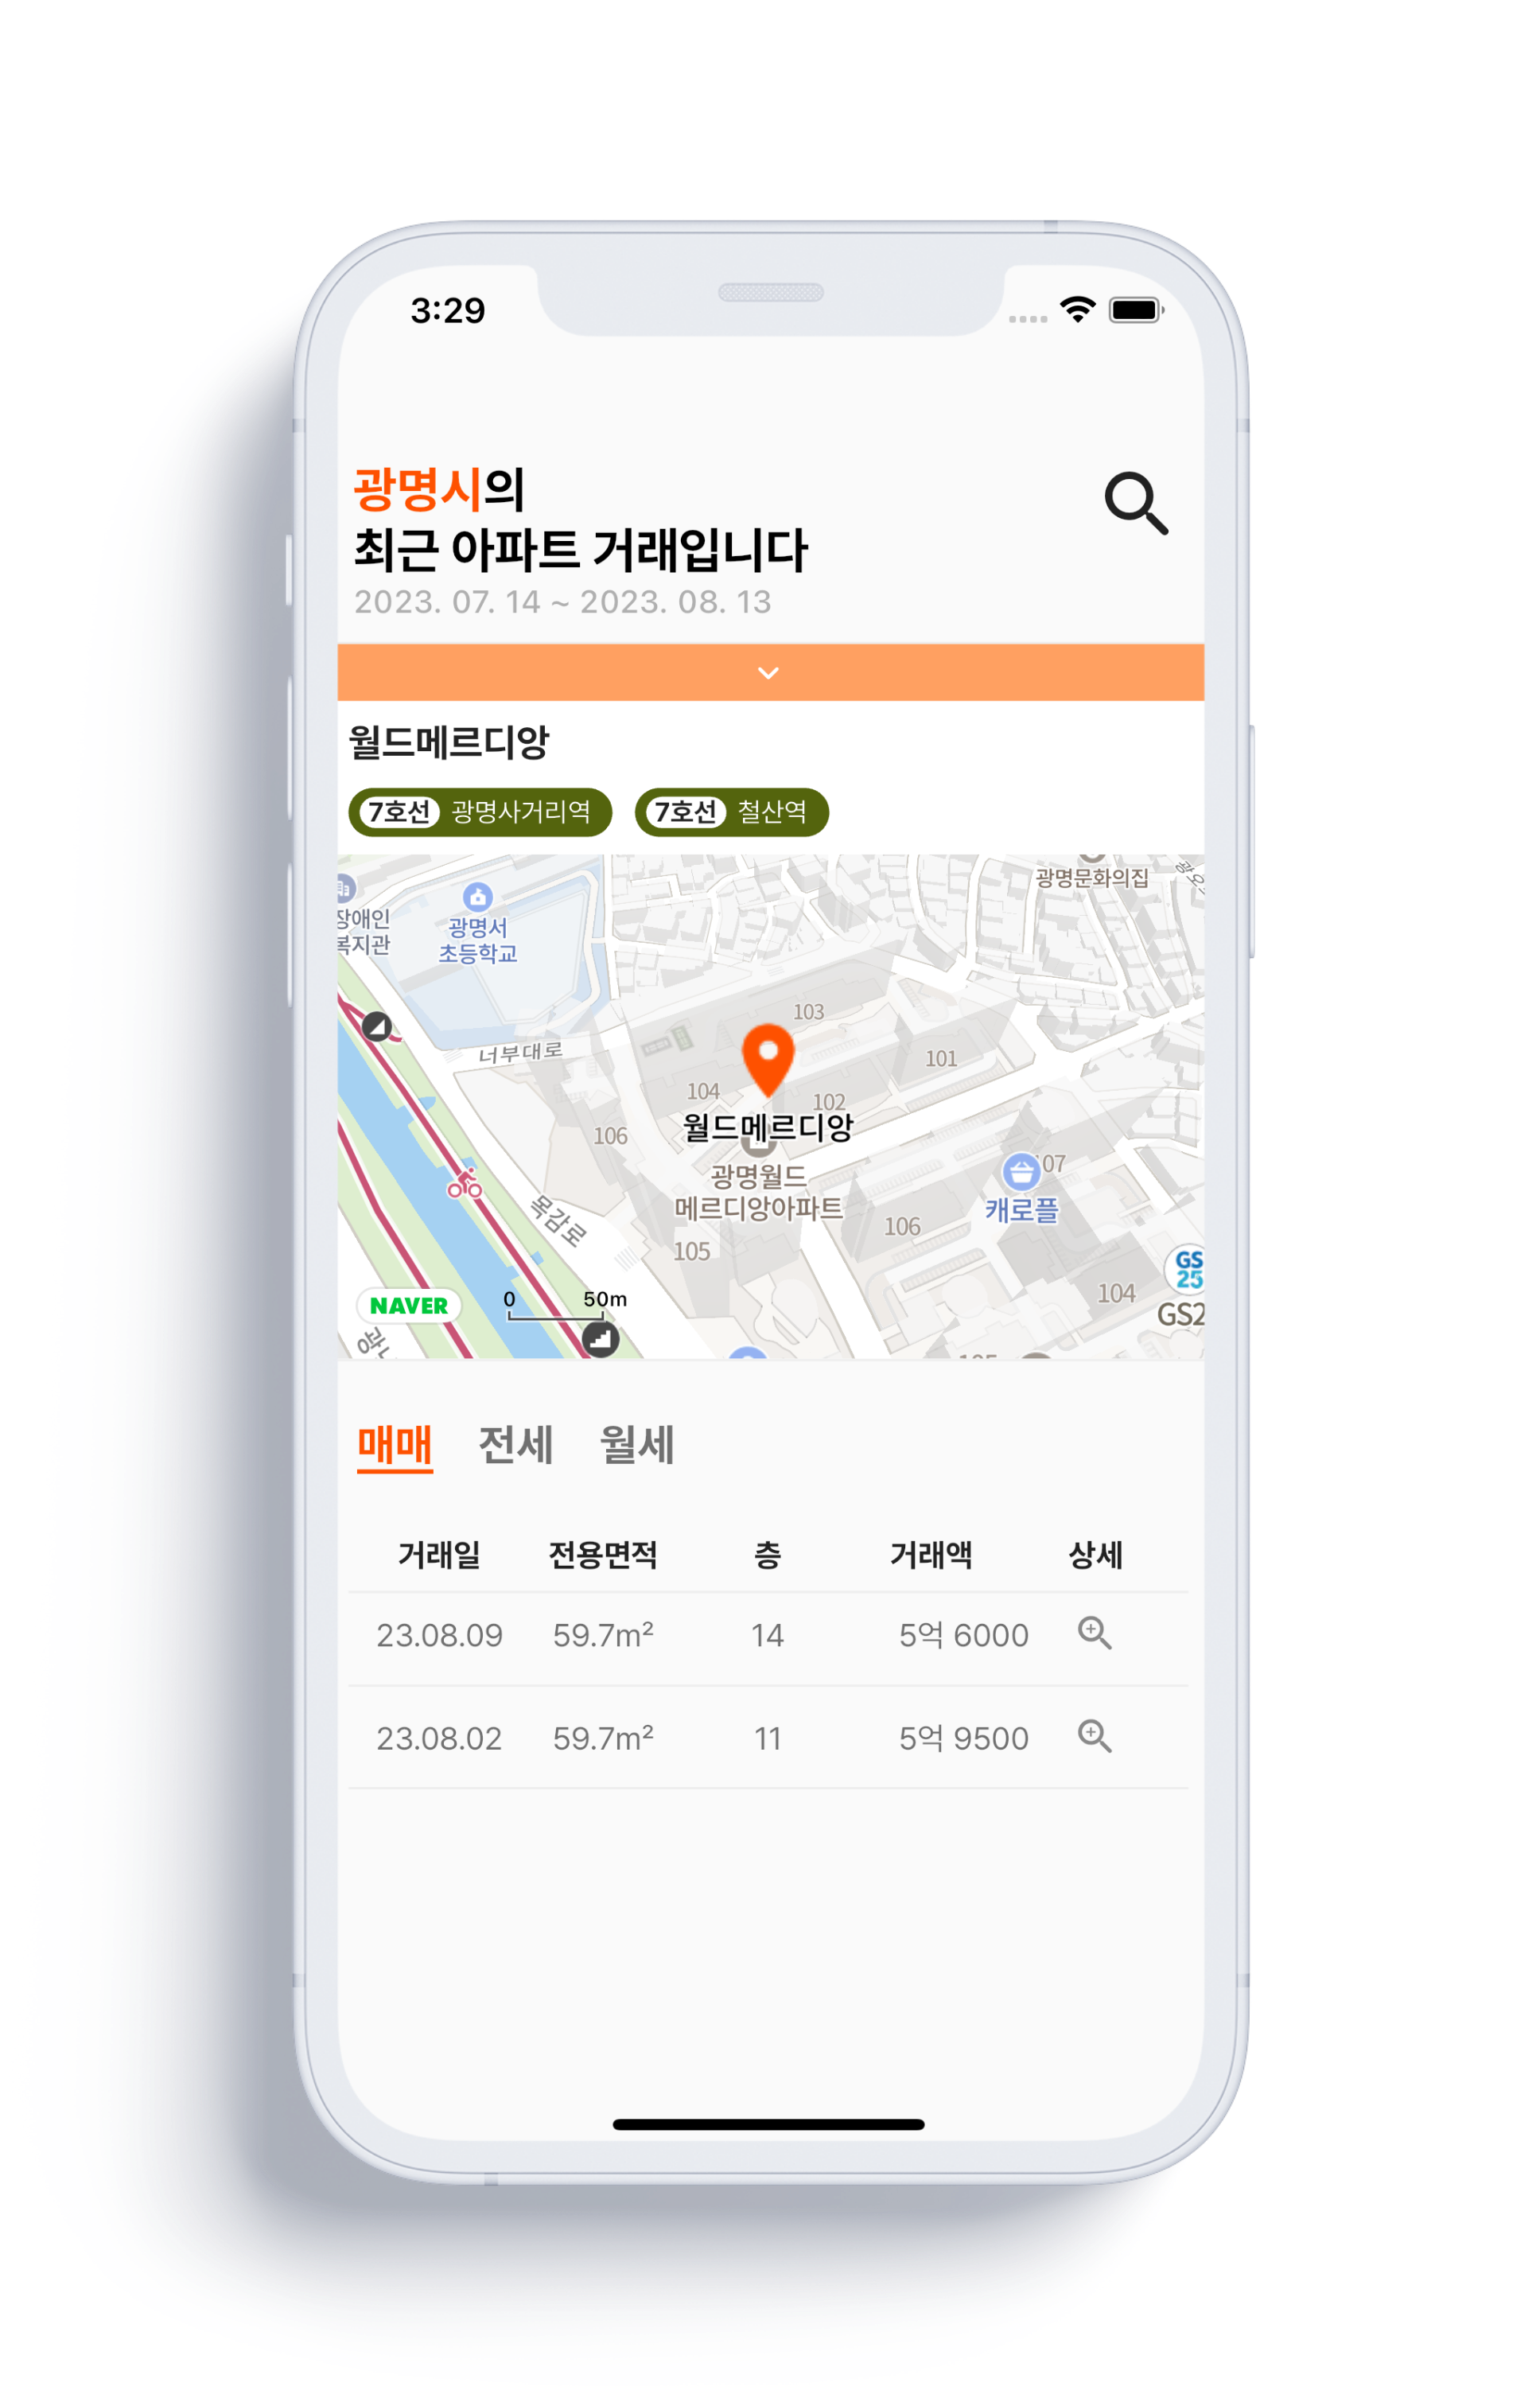 3:29
광명시의
최근 아파트 거래입니다
2023. 07. 14 ~ 2023. 08. 13
월드메르디앙
7호선 광명사거리역 7호선 철산역
광명문화의집
장애인
복지관
광명서
초등학교
103
너부대로
101
104
102
월드메르디앙
106
07
광명월드
메르디앙아파트
캐로플
목감로
106
105
GS
25
104
GS2
NAVER
0 50m
매매 전세 월세
거래일 전용면적 층 거래액 상세
23.08.09 59.7m² 14 5억 6000
23.08.02 59.7m² 11 5억 9500